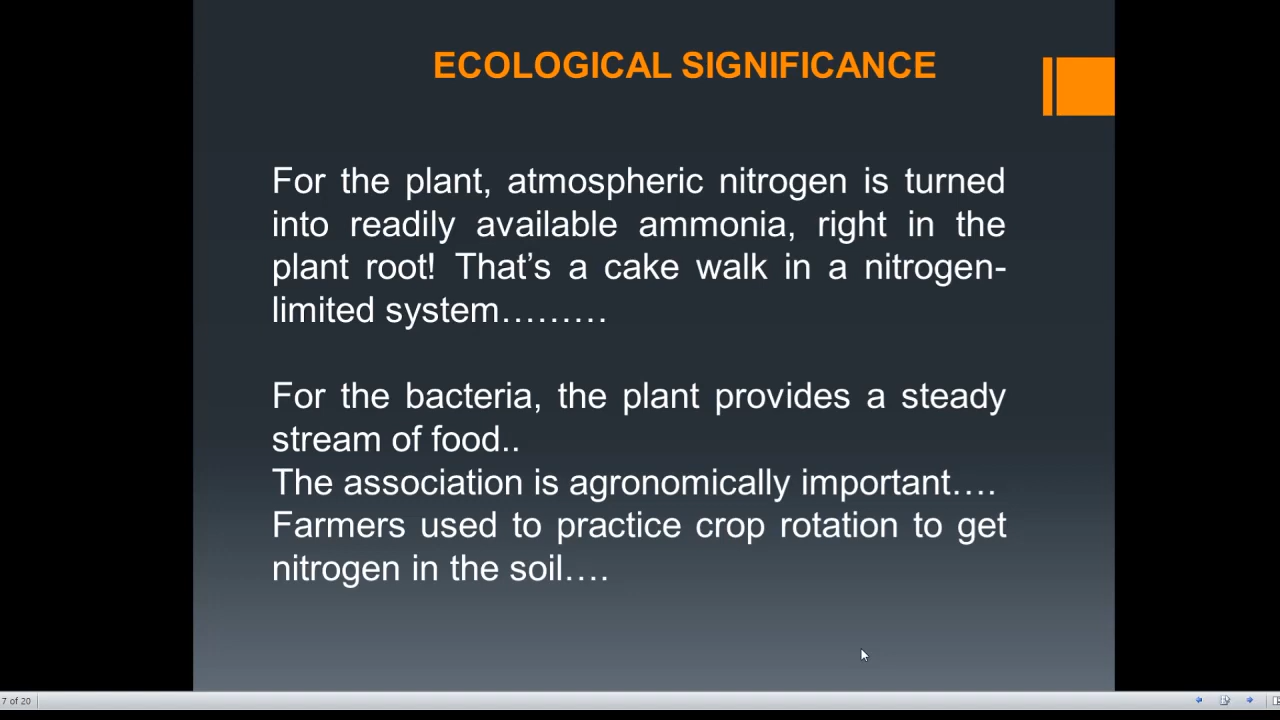 ECOLOGICAL SIGNIFICANCE
For the plant, atmospheric nitrogen is turned
into readily available ammonia, right in the
plant root! That’s a cake walk in a nitrogen-
limited system………
For the bacteria, the plant provides a steady
stream of food..
The association is agronomically important….
Farmers used to practice crop rotation to get
nitrogen in the soil….
7 of 20